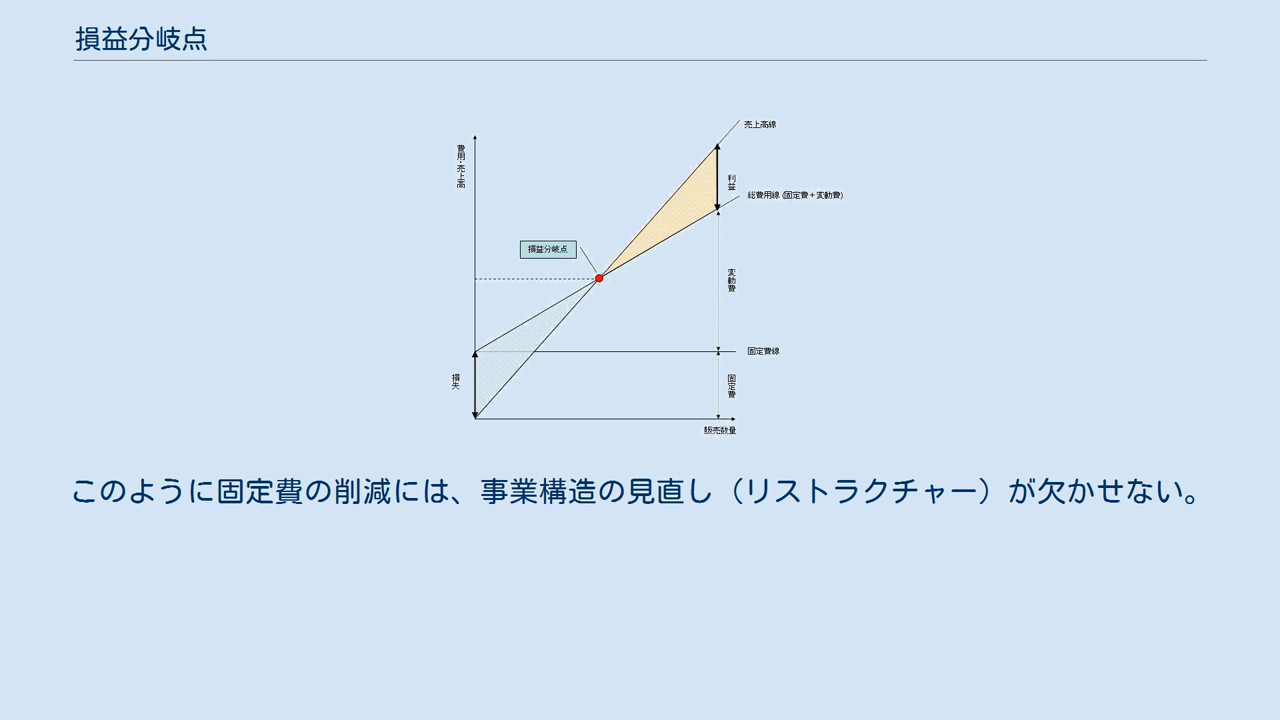 損益分岐点
売上高線
費用・売上高
利益
総費用線 (固定費＋変動費)
損益分岐点
変動費
固定費線
損失
固定費
販売数量
このように固定費の削減には、事業構造の見直し（リストラクチャー）が欠かせない。